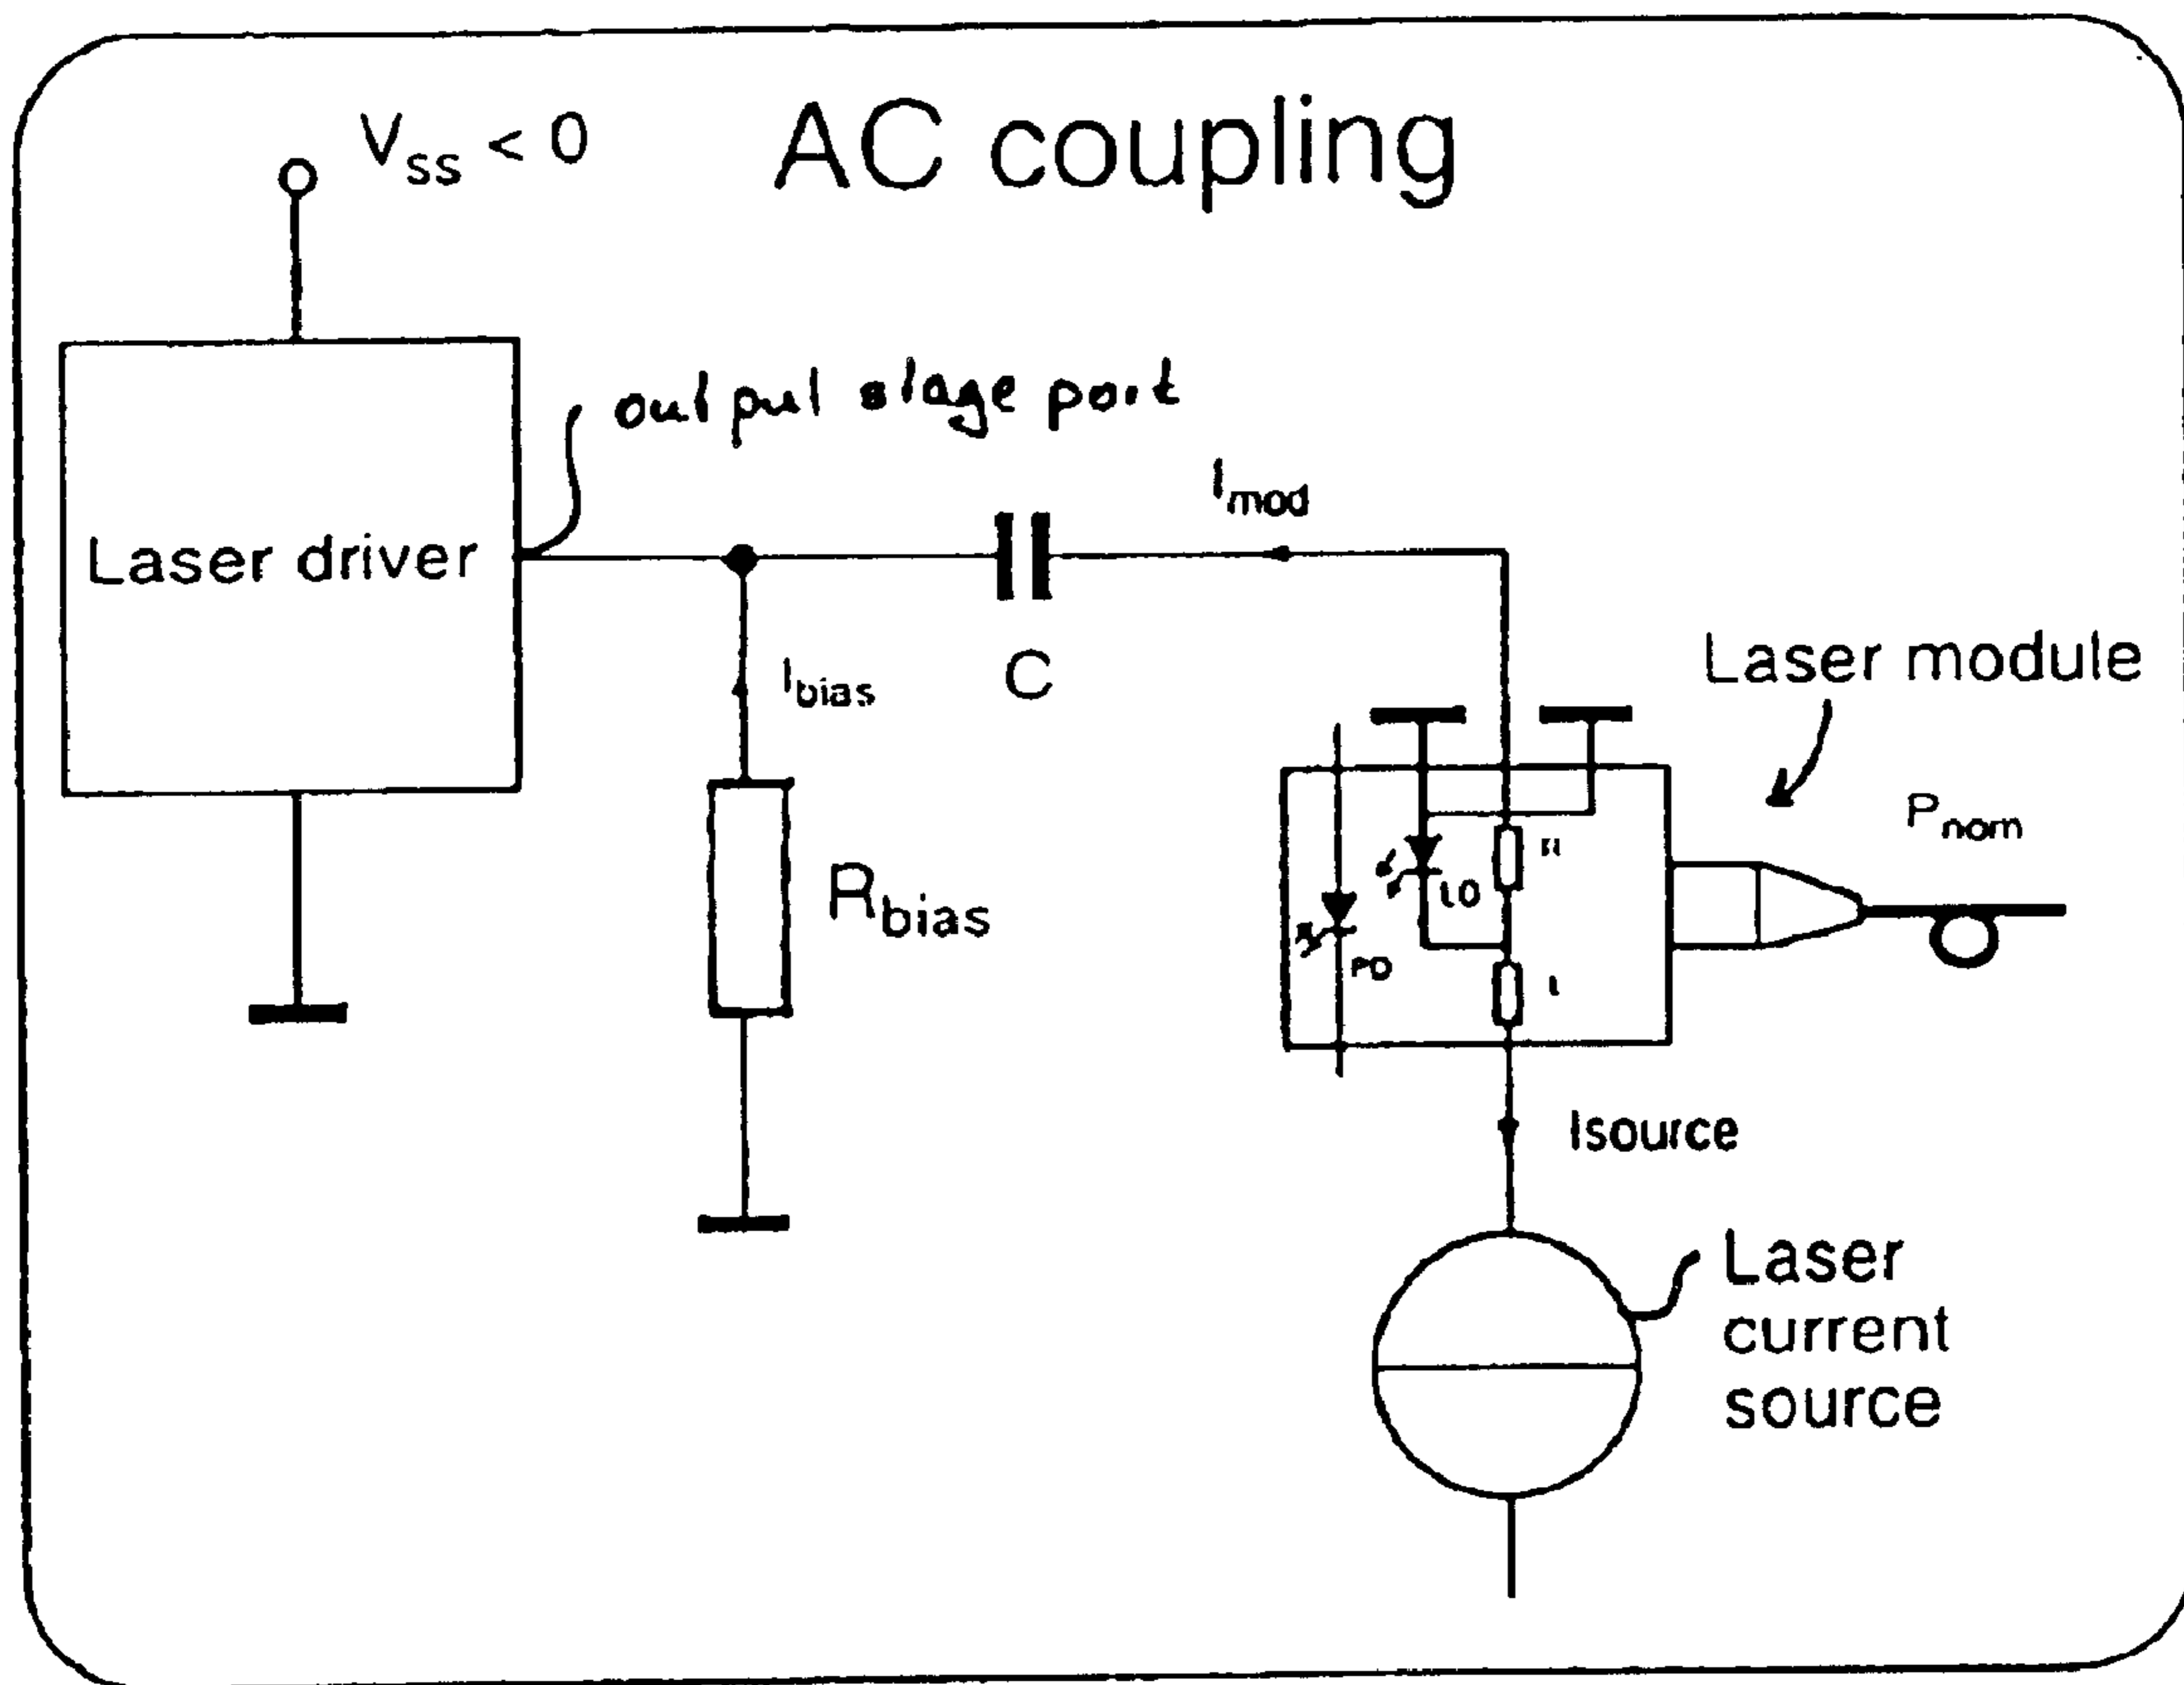 AC coupling
Vss < 0
output stage port
Imod
Laser driver
Ibias
C
Laser module
Rbias
Pnom
R
LD
PD
L
Isource
Laser
current
source